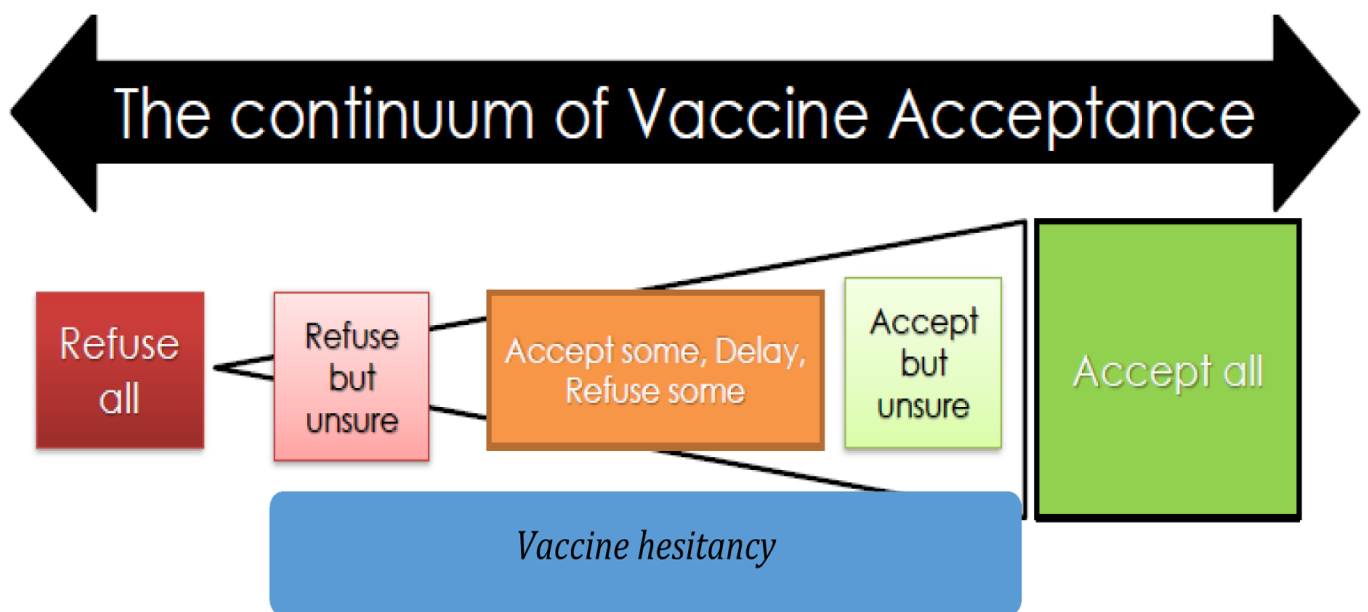 The continuum of Vaccine Acceptance
Refuse
all
Refuse
but
unsure
Accept some, Delay,
Refuse some
Accept
but
unsure
Accept all
Vaccine hesitancy